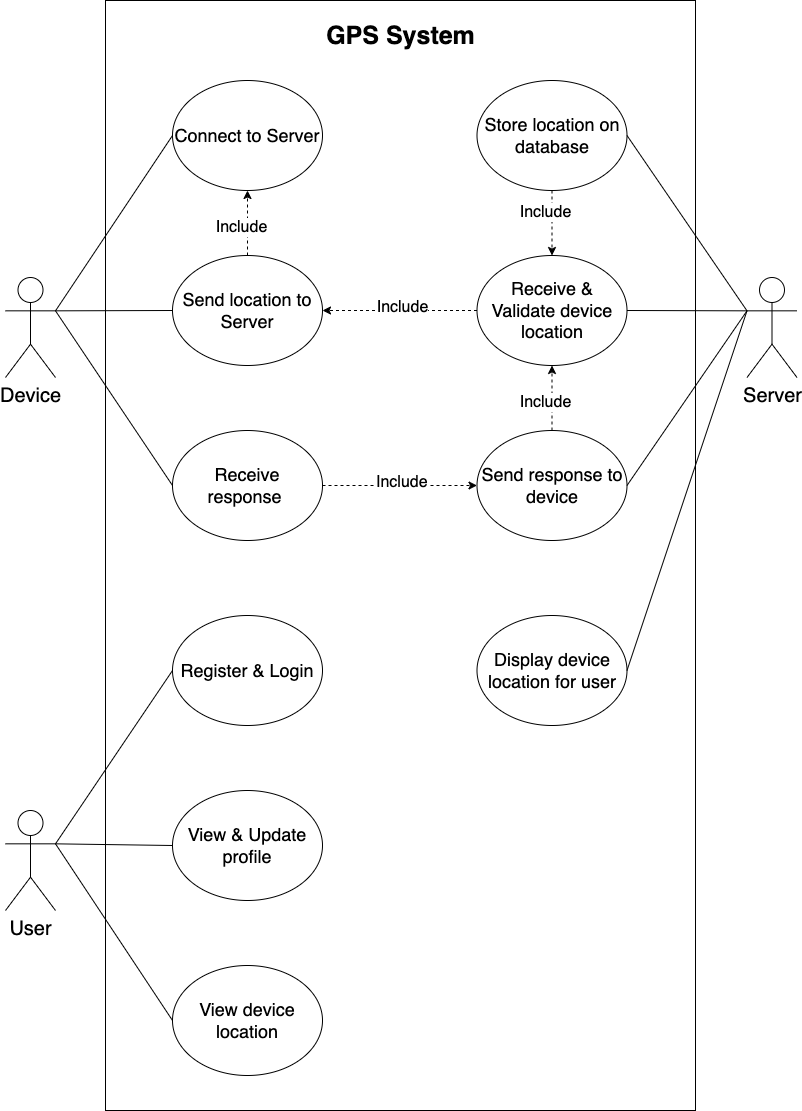 GPS System
Connect to Server
Store location on
database
Include
Include
Send location to
Server
Include
Receive &
Validate device
location
Device
Server
Include
Receive
response
Include
Send response to
device
Register & Login
Display device
location for user
View & Update
profile
User
View device
location